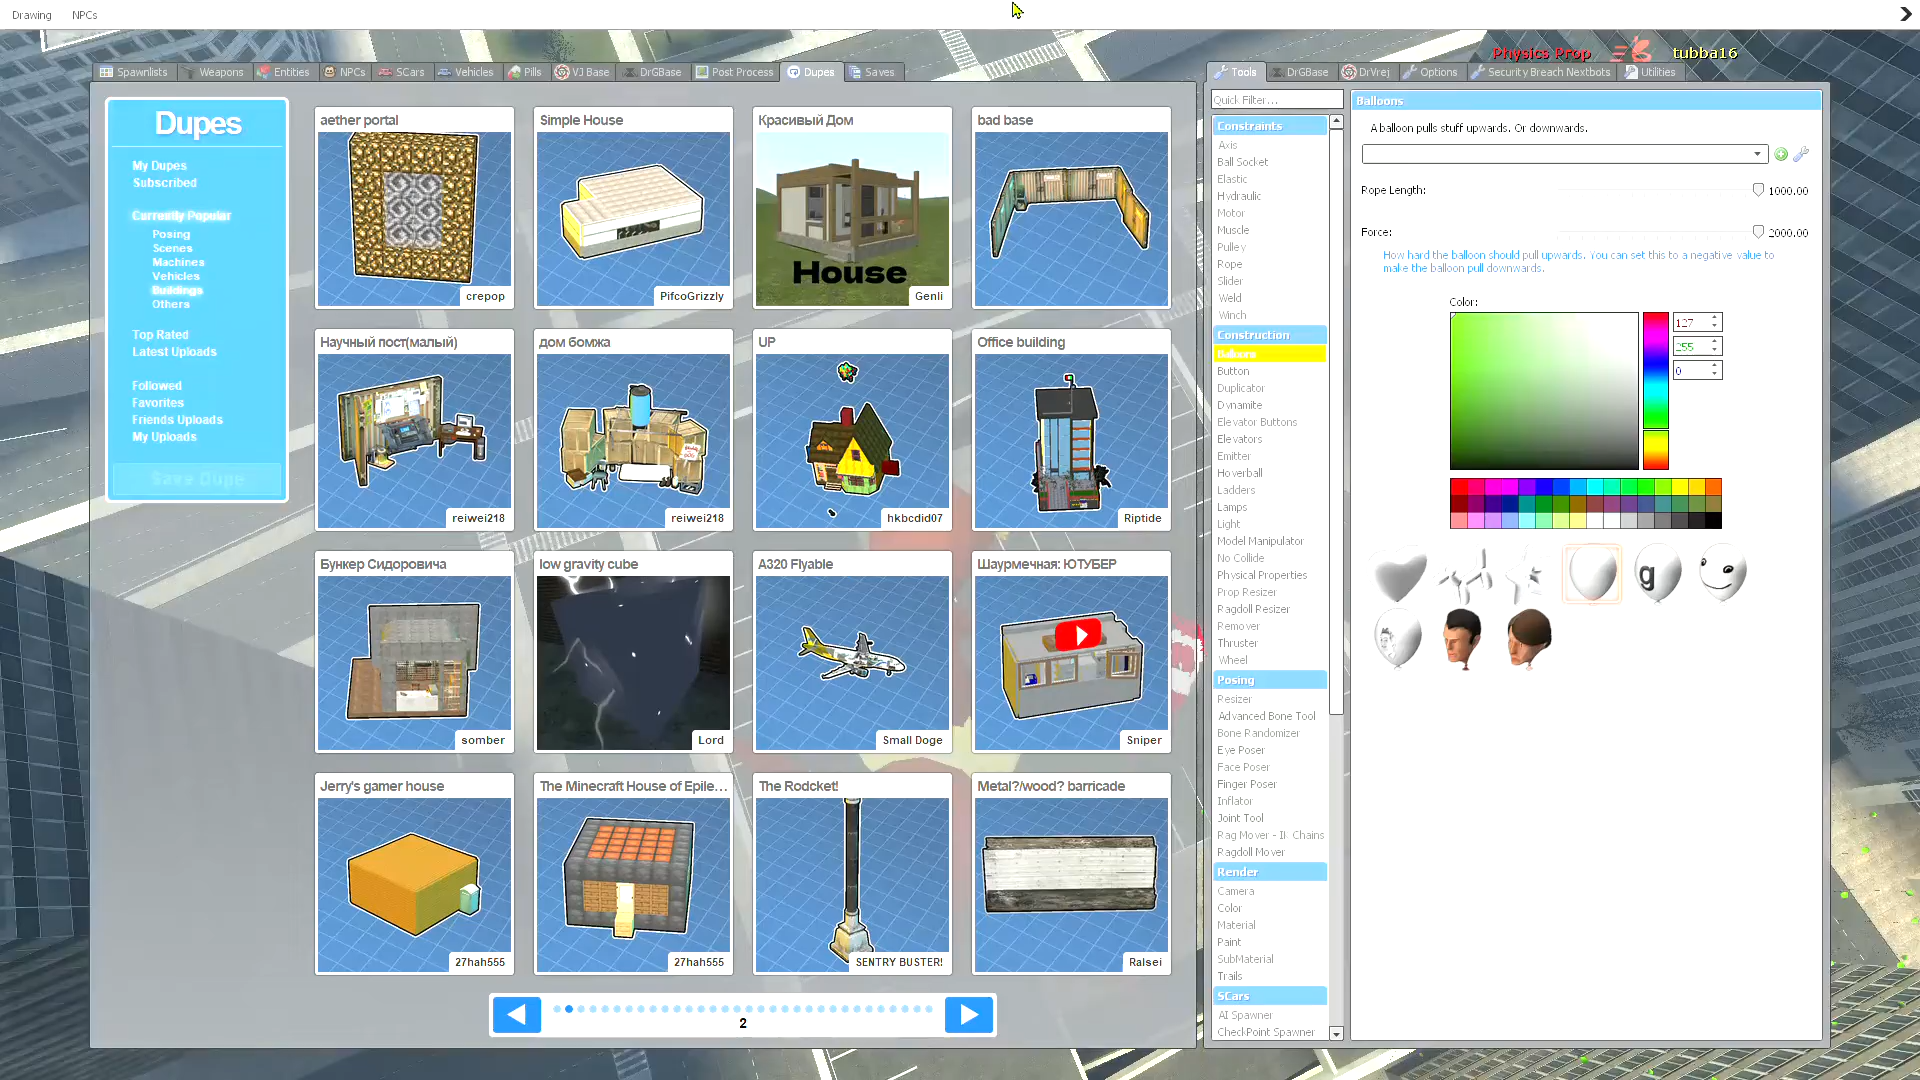 Drawing NPCs
Physics Prop tubba16
Spawnlists Weapons Entities NPCs SCars Vehicles Pills VJ Base DrGBase Post Process Dupes Saves
Tools DrGBase DrVrej Options Security Breach Nextbots Utilities
Dupes
My Dupes
Subscribed
Currently Popular
Posing
Scenes
Machines
Vehicles
Buildings
Others
Top Rated
Latest Uploads
Followed
Favorites
Friends Uploads
My Uploads
Save Dupe
aether portal
crepop
Simple House
PifcoGrizzly
Красивый Дом
House
Genli
bad base
Научный пост(малый)
reiwei218
дом бомжа
reiwei218
UP
hkbcdid07
Office building
Riptide
Бункер Сидоровича
somber
low gravity cube
Lord
A320 Flyable
Small Doge
Шаурмечная: ЮТУБЕР
Sniper
Jerry's gamer house
27hah555
The Minecraft House of Epile...
27hah555
The Rodcket!
SENTRY BUSTER!
Metal?/wood? barricade
Ralsei
2
Quick Filter...
Constraints
Axis
Ball Socket
Elastic
Hydraulic
Motor
Muscle
Pulley
Rope
Slider
Weld
Winch
Construction
Balloons
Button
Duplicator
Dynamite
Elevator Buttons
Elevators
Emitter
Hoverball
Ladders
Lamps
Light
Model Manipulator
No Collide
Physical Properties
Prop Resizer
Ragdoll Resizer
Remover
Thruster
Wheel
Posing
Resizer
Advanced Bone Tool
Bone Randomizer
Eye Poser
Face Poser
Finger Poser
Inflator
Joint Tool
Rag Mover - IK Chains
Ragdoll Mover
Render
Camera
Color
Material
Paint
SubMaterial
Trails
SCars
AI Spawner
CheckPoint Spawner
Balloons
A balloon pulls stuff upwards. Or downwards.
Rope Length: 1000.00
Force: 2000.00
How hard the balloon should pull upwards. You can set this to a negative value to
make the balloon pull downwards.
Color:
127
255
0
g